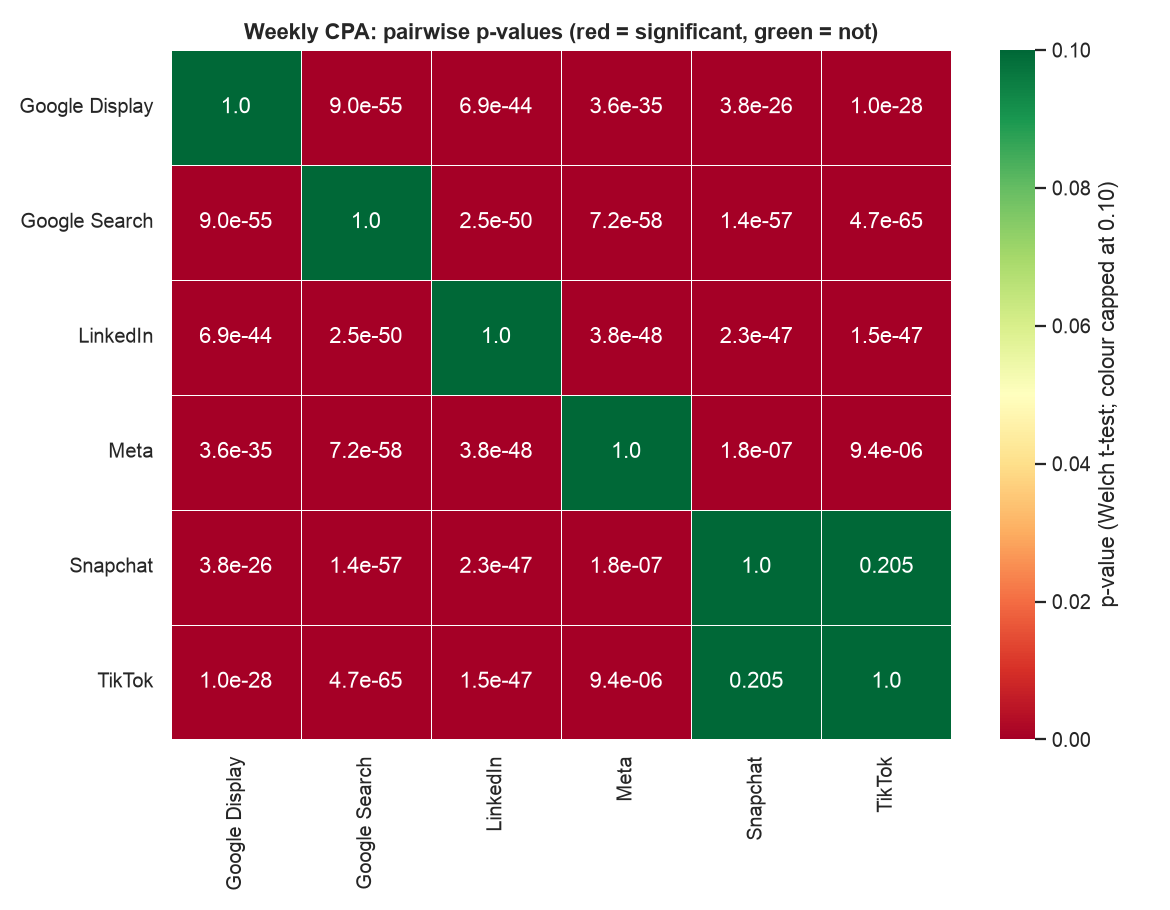 Weekly CPA: pairwise p-values (red = significant, green = not)
Google Display 1.0 9.0e-55 6.9e-44 3.6e-35 3.8e-26 1.0e-28
Google Search 9.0e-55 1.0 2.5e-50 7.2e-58 1.4e-57 4.7e-65
LinkedIn 6.9e-44 2.5e-50 1.0 3.8e-48 2.3e-47 1.5e-47
Meta 3.6e-35 7.2e-58 3.8e-48 1.0 1.8e-07 9.4e-06
Snapchat 3.8e-26 1.4e-57 2.3e-47 1.8e-07 1.0 0.205
TikTok 1.0e-28 4.7e-65 1.5e-47 9.4e-06 0.205 1.0
Google Display
Google Search
LinkedIn
Meta
Snapchat
TikTok
0.10
0.08
0.06
0.04
0.02
0.00
p-value (Welch t-test; colour capped at 0.10)